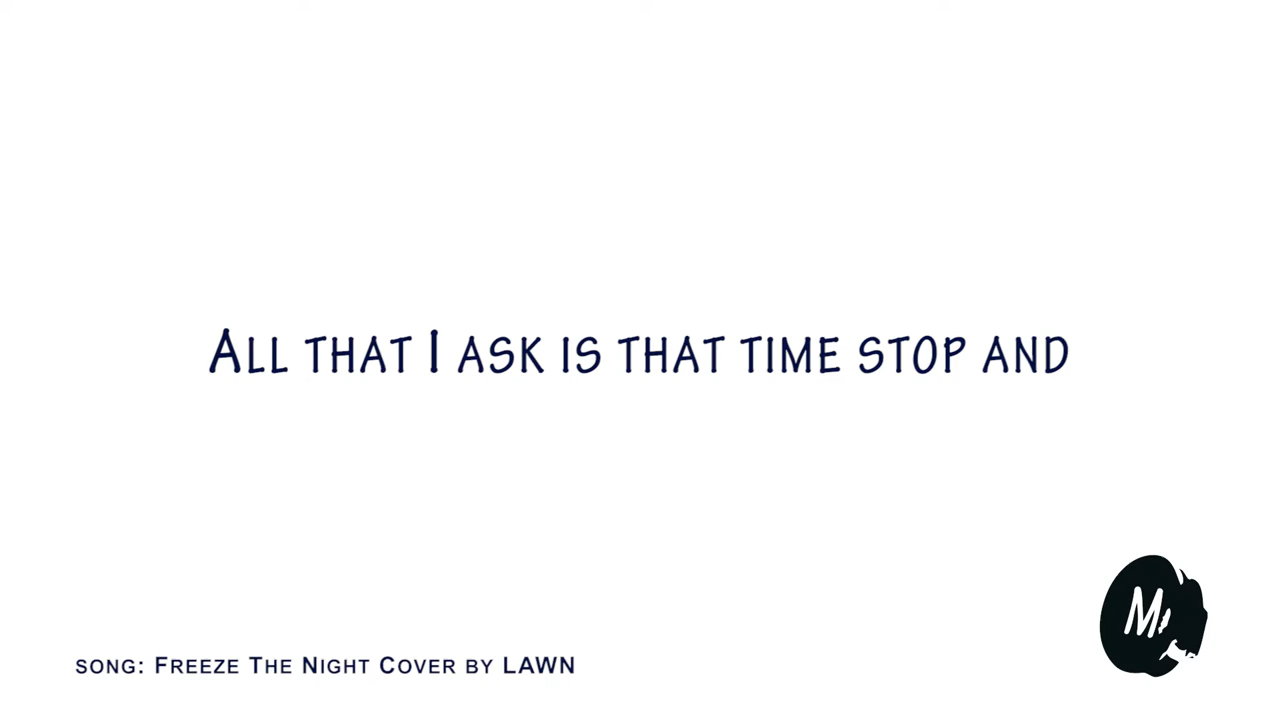 All that I ask is that time stop and
M
song: Freeze The Night Cover by LAWN